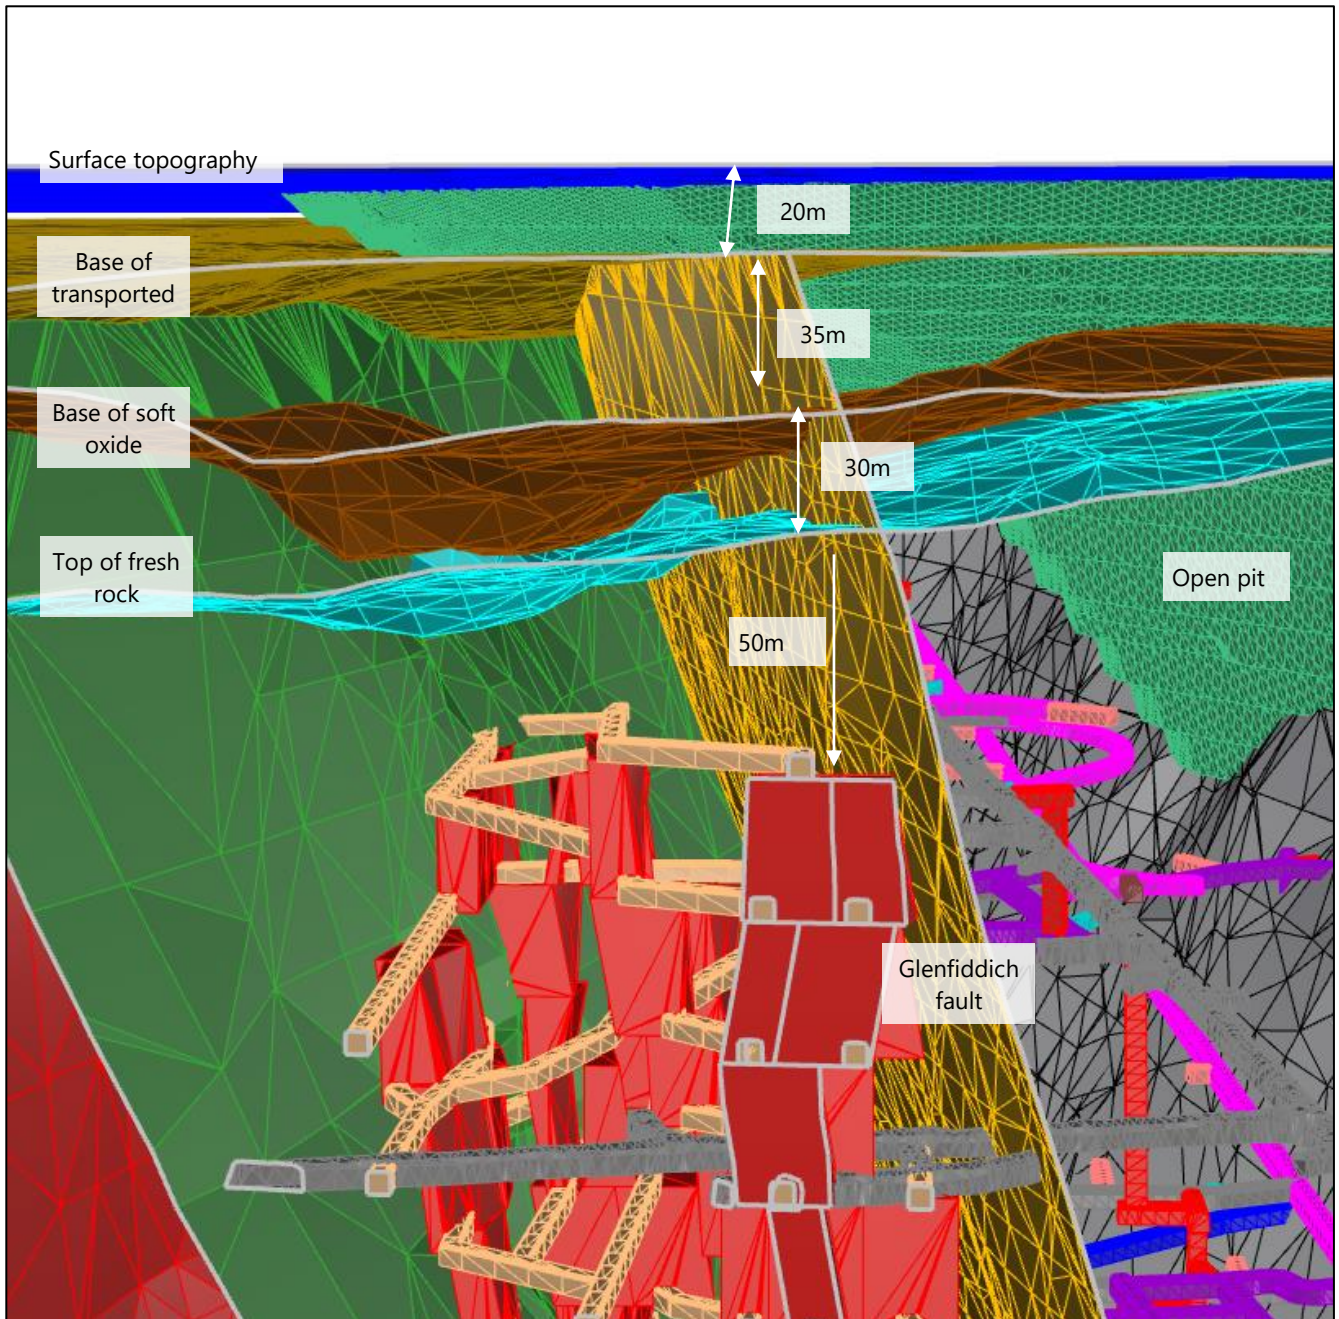 Surface topography
20m
Base of
transported
35m
Base of soft
oxide
30m
Top of fresh
rock
Open pit
50m
Glenfiddich
fault